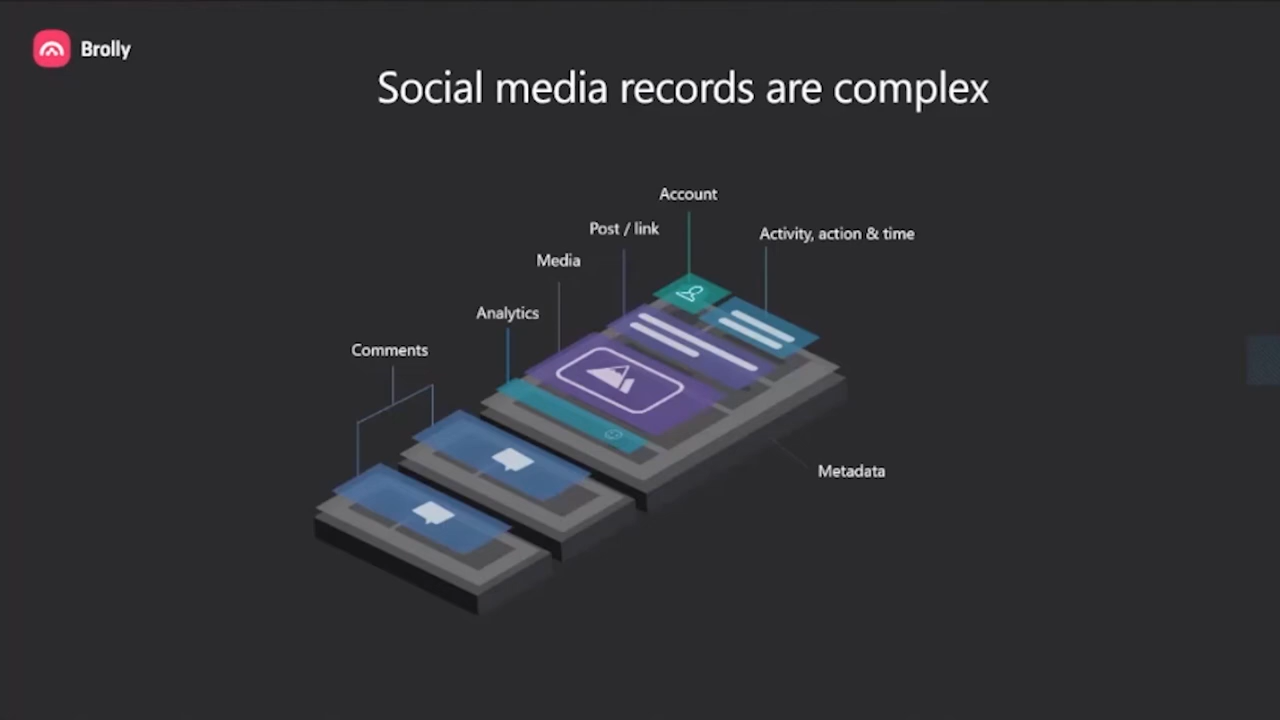 Brolly
Social media records are complex
Account
Post / link
Activity, action & time
Media
Analytics
Comments
Metadata